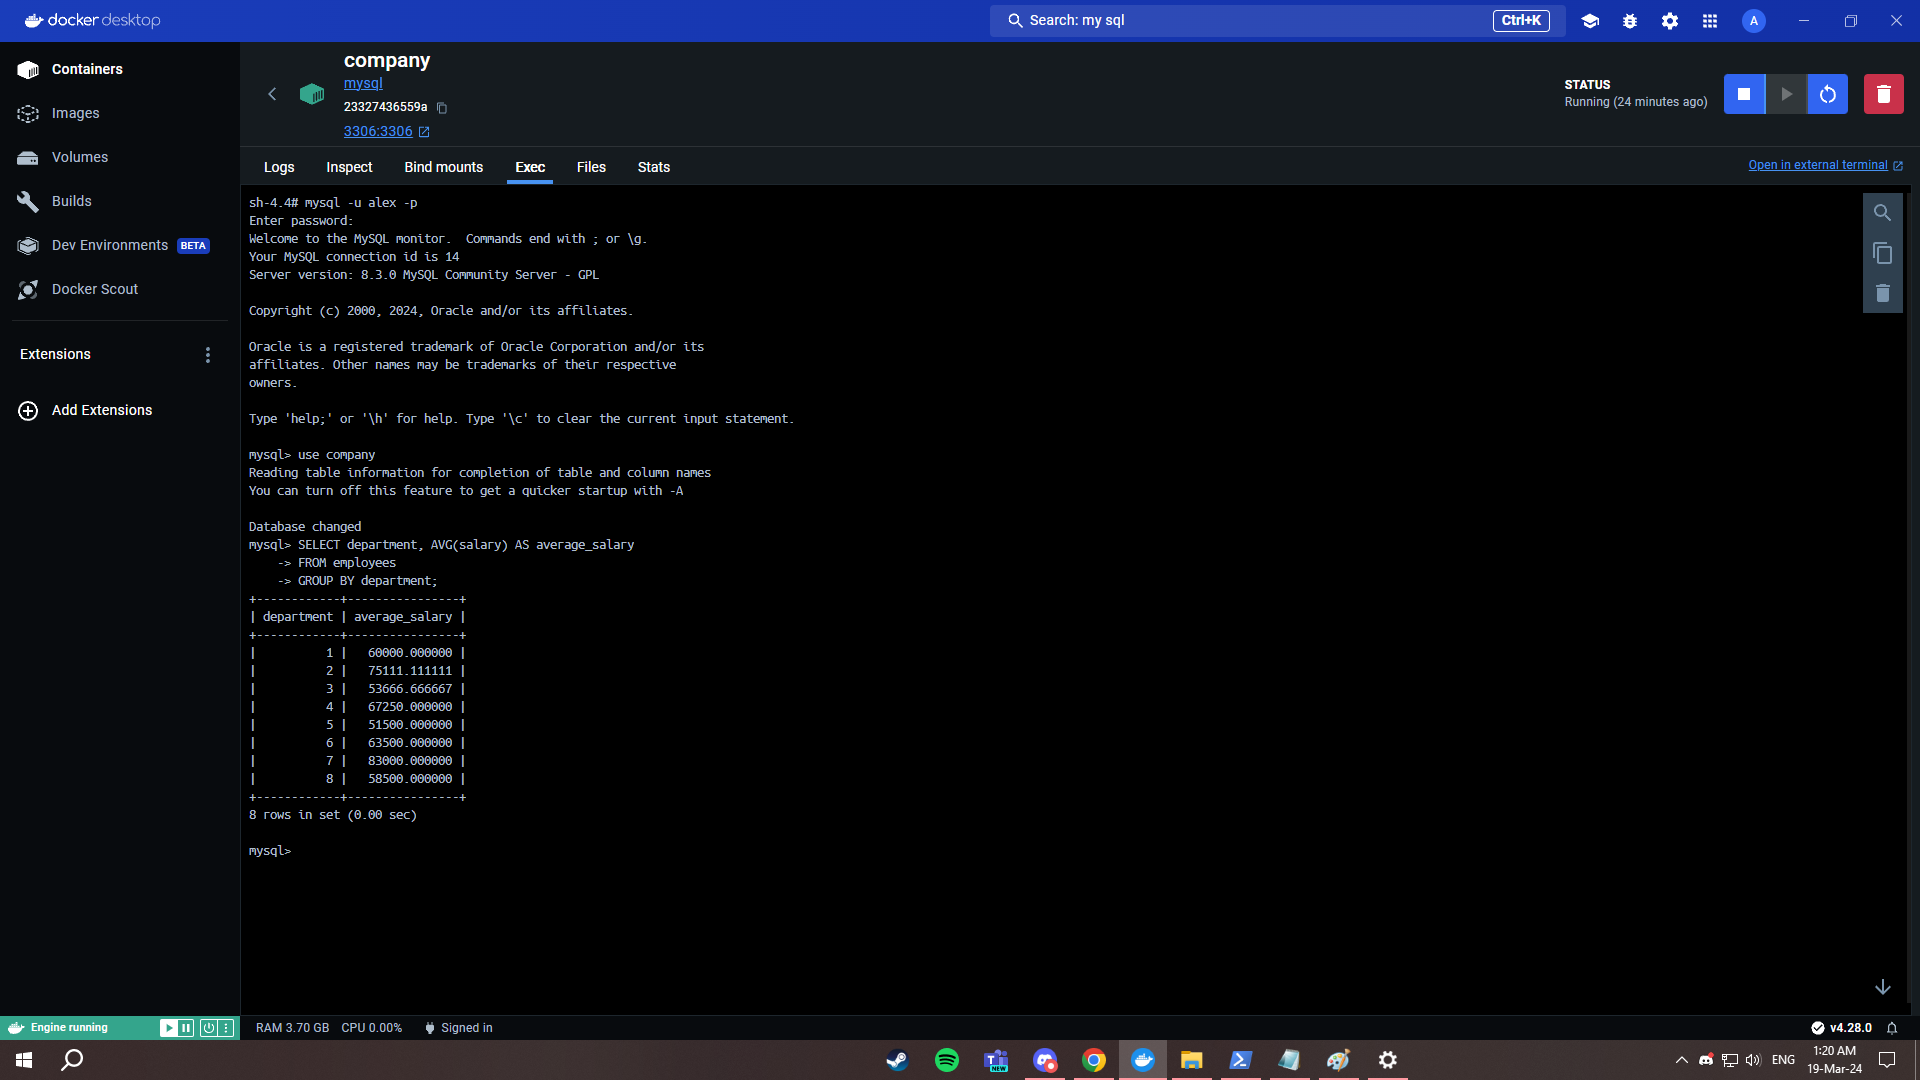 docker desktop
Search: my sql
Ctrl+K
A
Containers
Images
Volumes
Builds
Dev Environments BETA
Docker Scout
Extensions
Add Extensions
company
mysql
23327436559a
3306:3306
STATUS
Running (24 minutes ago)
Logs Inspect Bind mounts Exec Files Stats
Open in external terminal
sh-4.4# mysql -u alex -p
Enter password:
Welcome to the MySQL monitor.  Commands end with ; or \g.
Your MySQL connection id is 14
Server version: 8.3.0 MySQL Community Server - GPL
Copyright (c) 2000, 2024, Oracle and/or its affiliates.
Oracle is a registered trademark of Oracle Corporation and/or its
affiliates. Other names may be trademarks of their respective
owners.
Type 'help;' or '\h' for help. Type '\c' to clear the current input statement.
mysql> use company
Reading table information for completion of table and column names
You can turn off this feature to get a quicker startup with -A
Database changed
mysql> SELECT department, AVG(salary) AS average_salary
    -> FROM employees
    -> GROUP BY department;
+------------+----------------+
| department | average_salary |
+------------+----------------+
|          1 |   60000.000000 |
|          2 |   75111.111111 |
|          3 |   53666.666667 |
|          4 |   67250.000000 |
|          5 |   51500.000000 |
|          6 |   63500.000000 |
|          7 |   83000.000000 |
|          8 |   58500.000000 |
+------------+----------------+
8 rows in set (0.00 sec)
mysql>
Engine running
RAM 3.70 GB CPU 0.00% Signed in
v4.28.0
NEW
ENG
1:20 AM
19-Mar-24